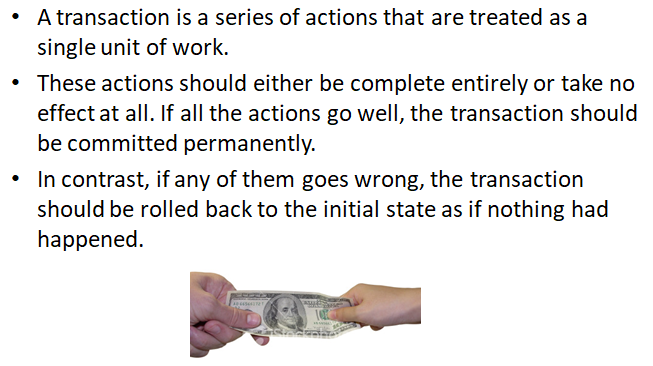 • A transaction is a series of actions that are treated as a
single unit of work.
• These actions should either be complete entirely or take no
effect at all. If all the actions go well, the transaction should
be committed permanently.
• In contrast, if any of them goes wrong, the transaction
should be rolled back to the initial state as if nothing had
happened.